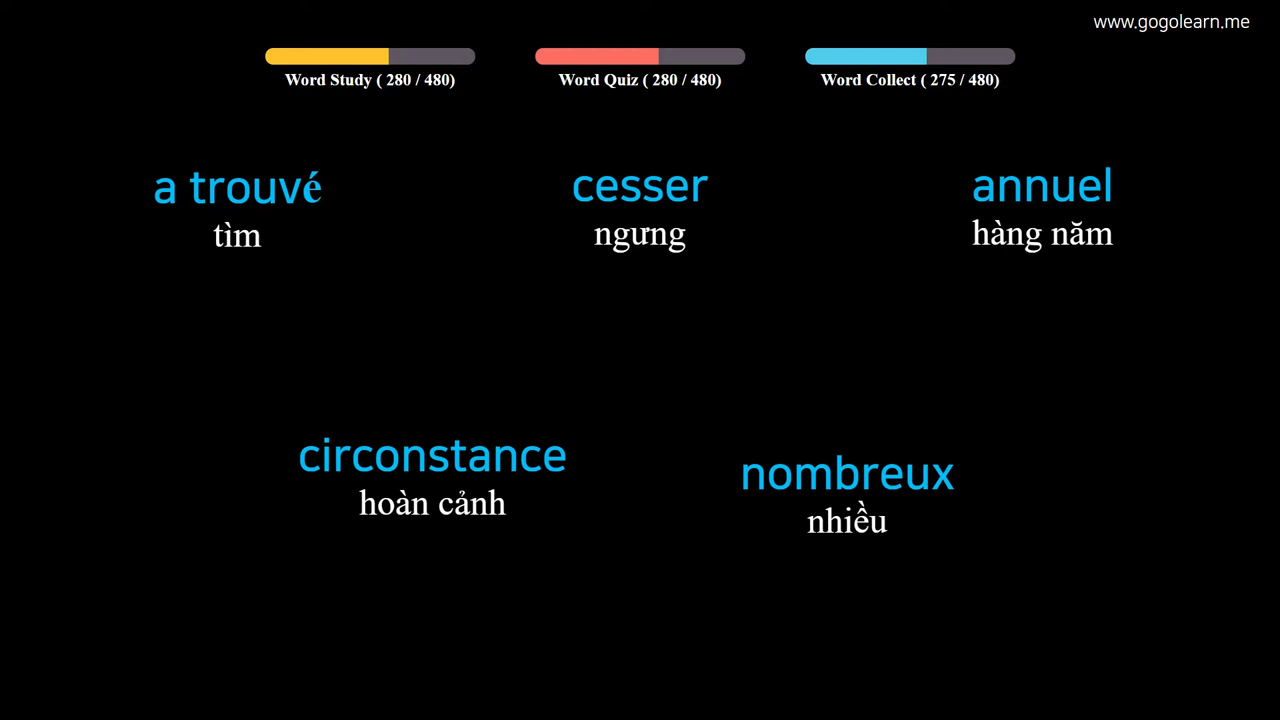 www.gogolearn.me
Word Study ( 280 / 480)
Word Quiz ( 280 / 480)
Word Collect ( 275 / 480)
a trouvé
tìm
cesser
ngưng
annuel
hàng năm
circonstance
hoàn cảnh
nombreux
nhiều